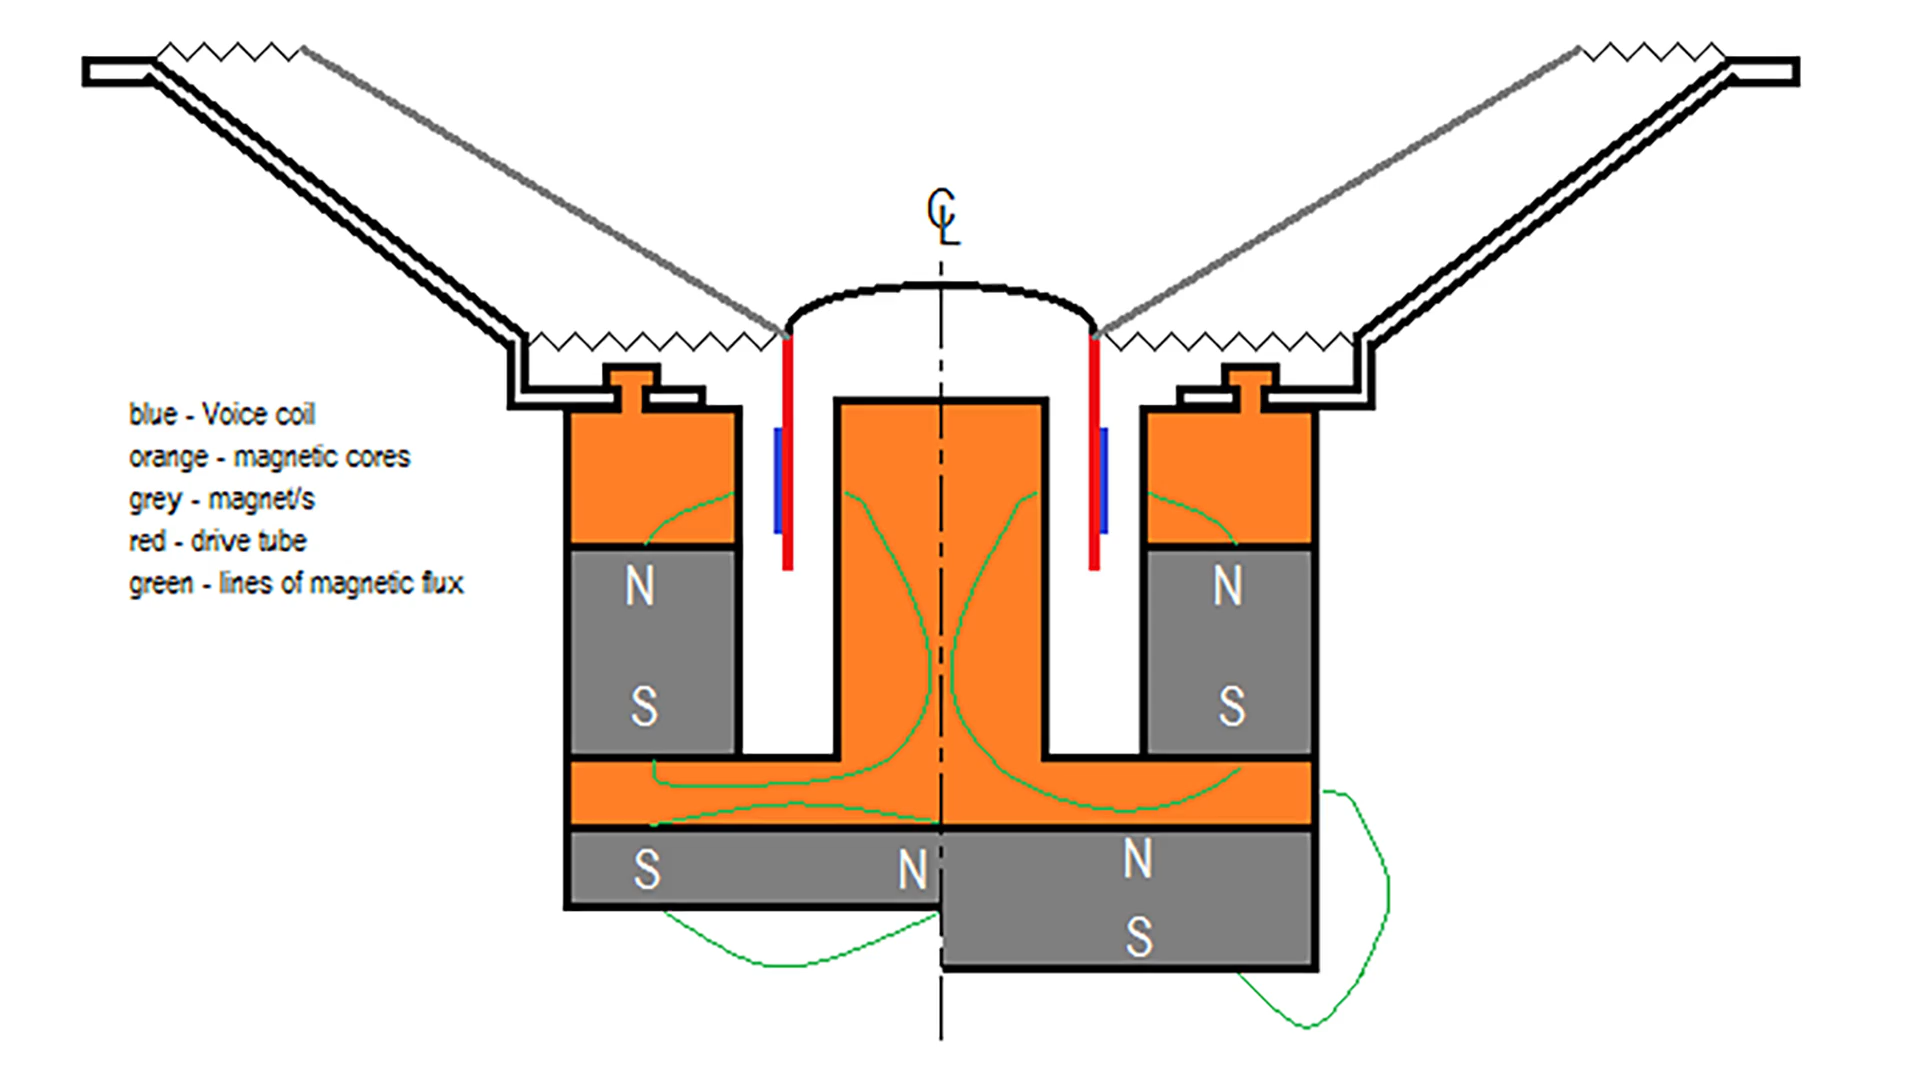 ℄
blue - Voice coil
orange - magnetic cores
grey - magnet/s
red - drive tube
green - lines of magnetic flux
N N
S S
S N N
S